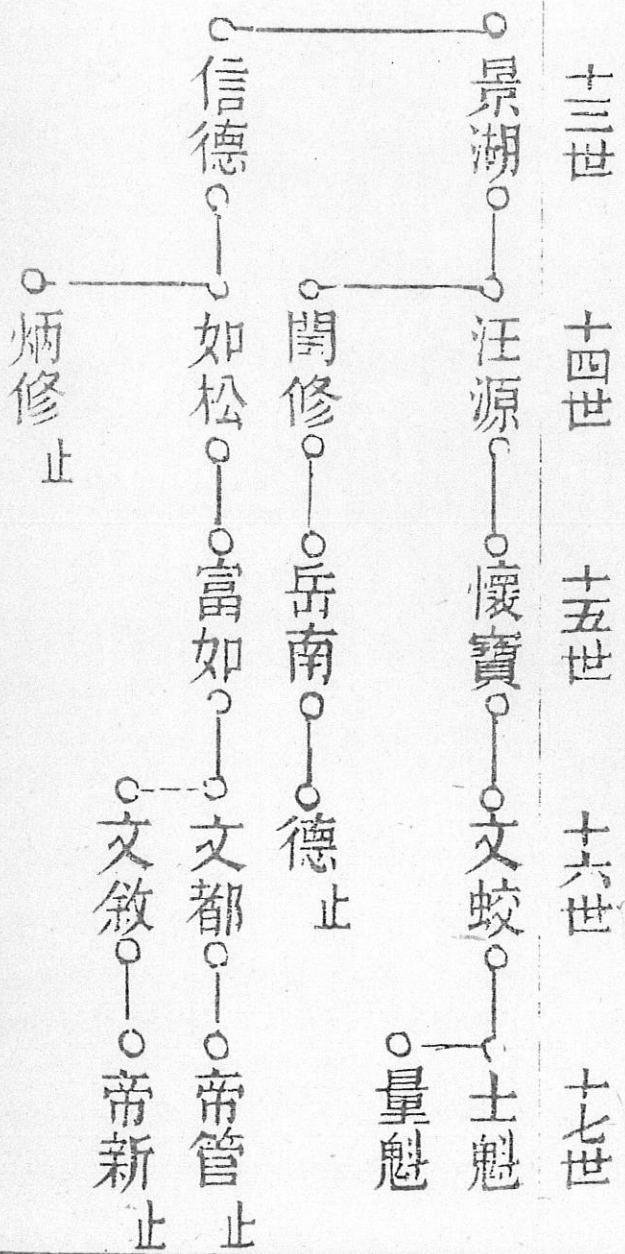 十三世
十四世
十五世
十六世
十七世
景湖
汪源
懷寶
文蛟
士魁
量魁
閏修
岳南
德止
信德
如松
富如
文都
帝管止
文敘
帝新止
炳修止